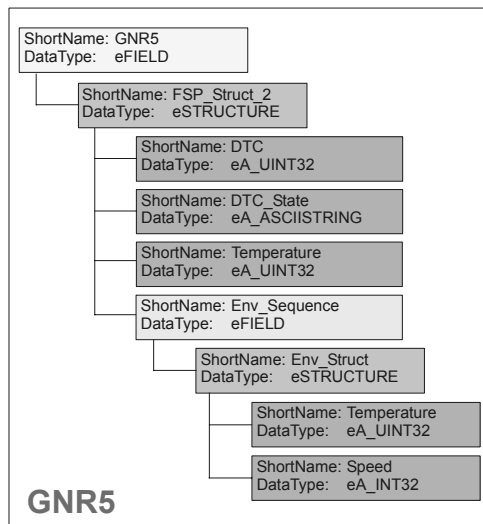 ShortName: GNR5
DataType: eFIELD
ShortName: FSP_Struct_2
DataType: eSTRUCTURE
ShortName: DTC
DataType: eA_UINT32
ShortName: DTC_State
DataType: eA_ASCIISTRING
ShortName: Temperature
DataType: eA_UINT32
ShortName: Env_Sequence
DataType: eFIELD
ShortName: Env_Struct
DataType: eSTRUCTURE
ShortName: Temperature
DataType: eA_UINT32
ShortName: Speed
DataType: eA_INT32
GNR5